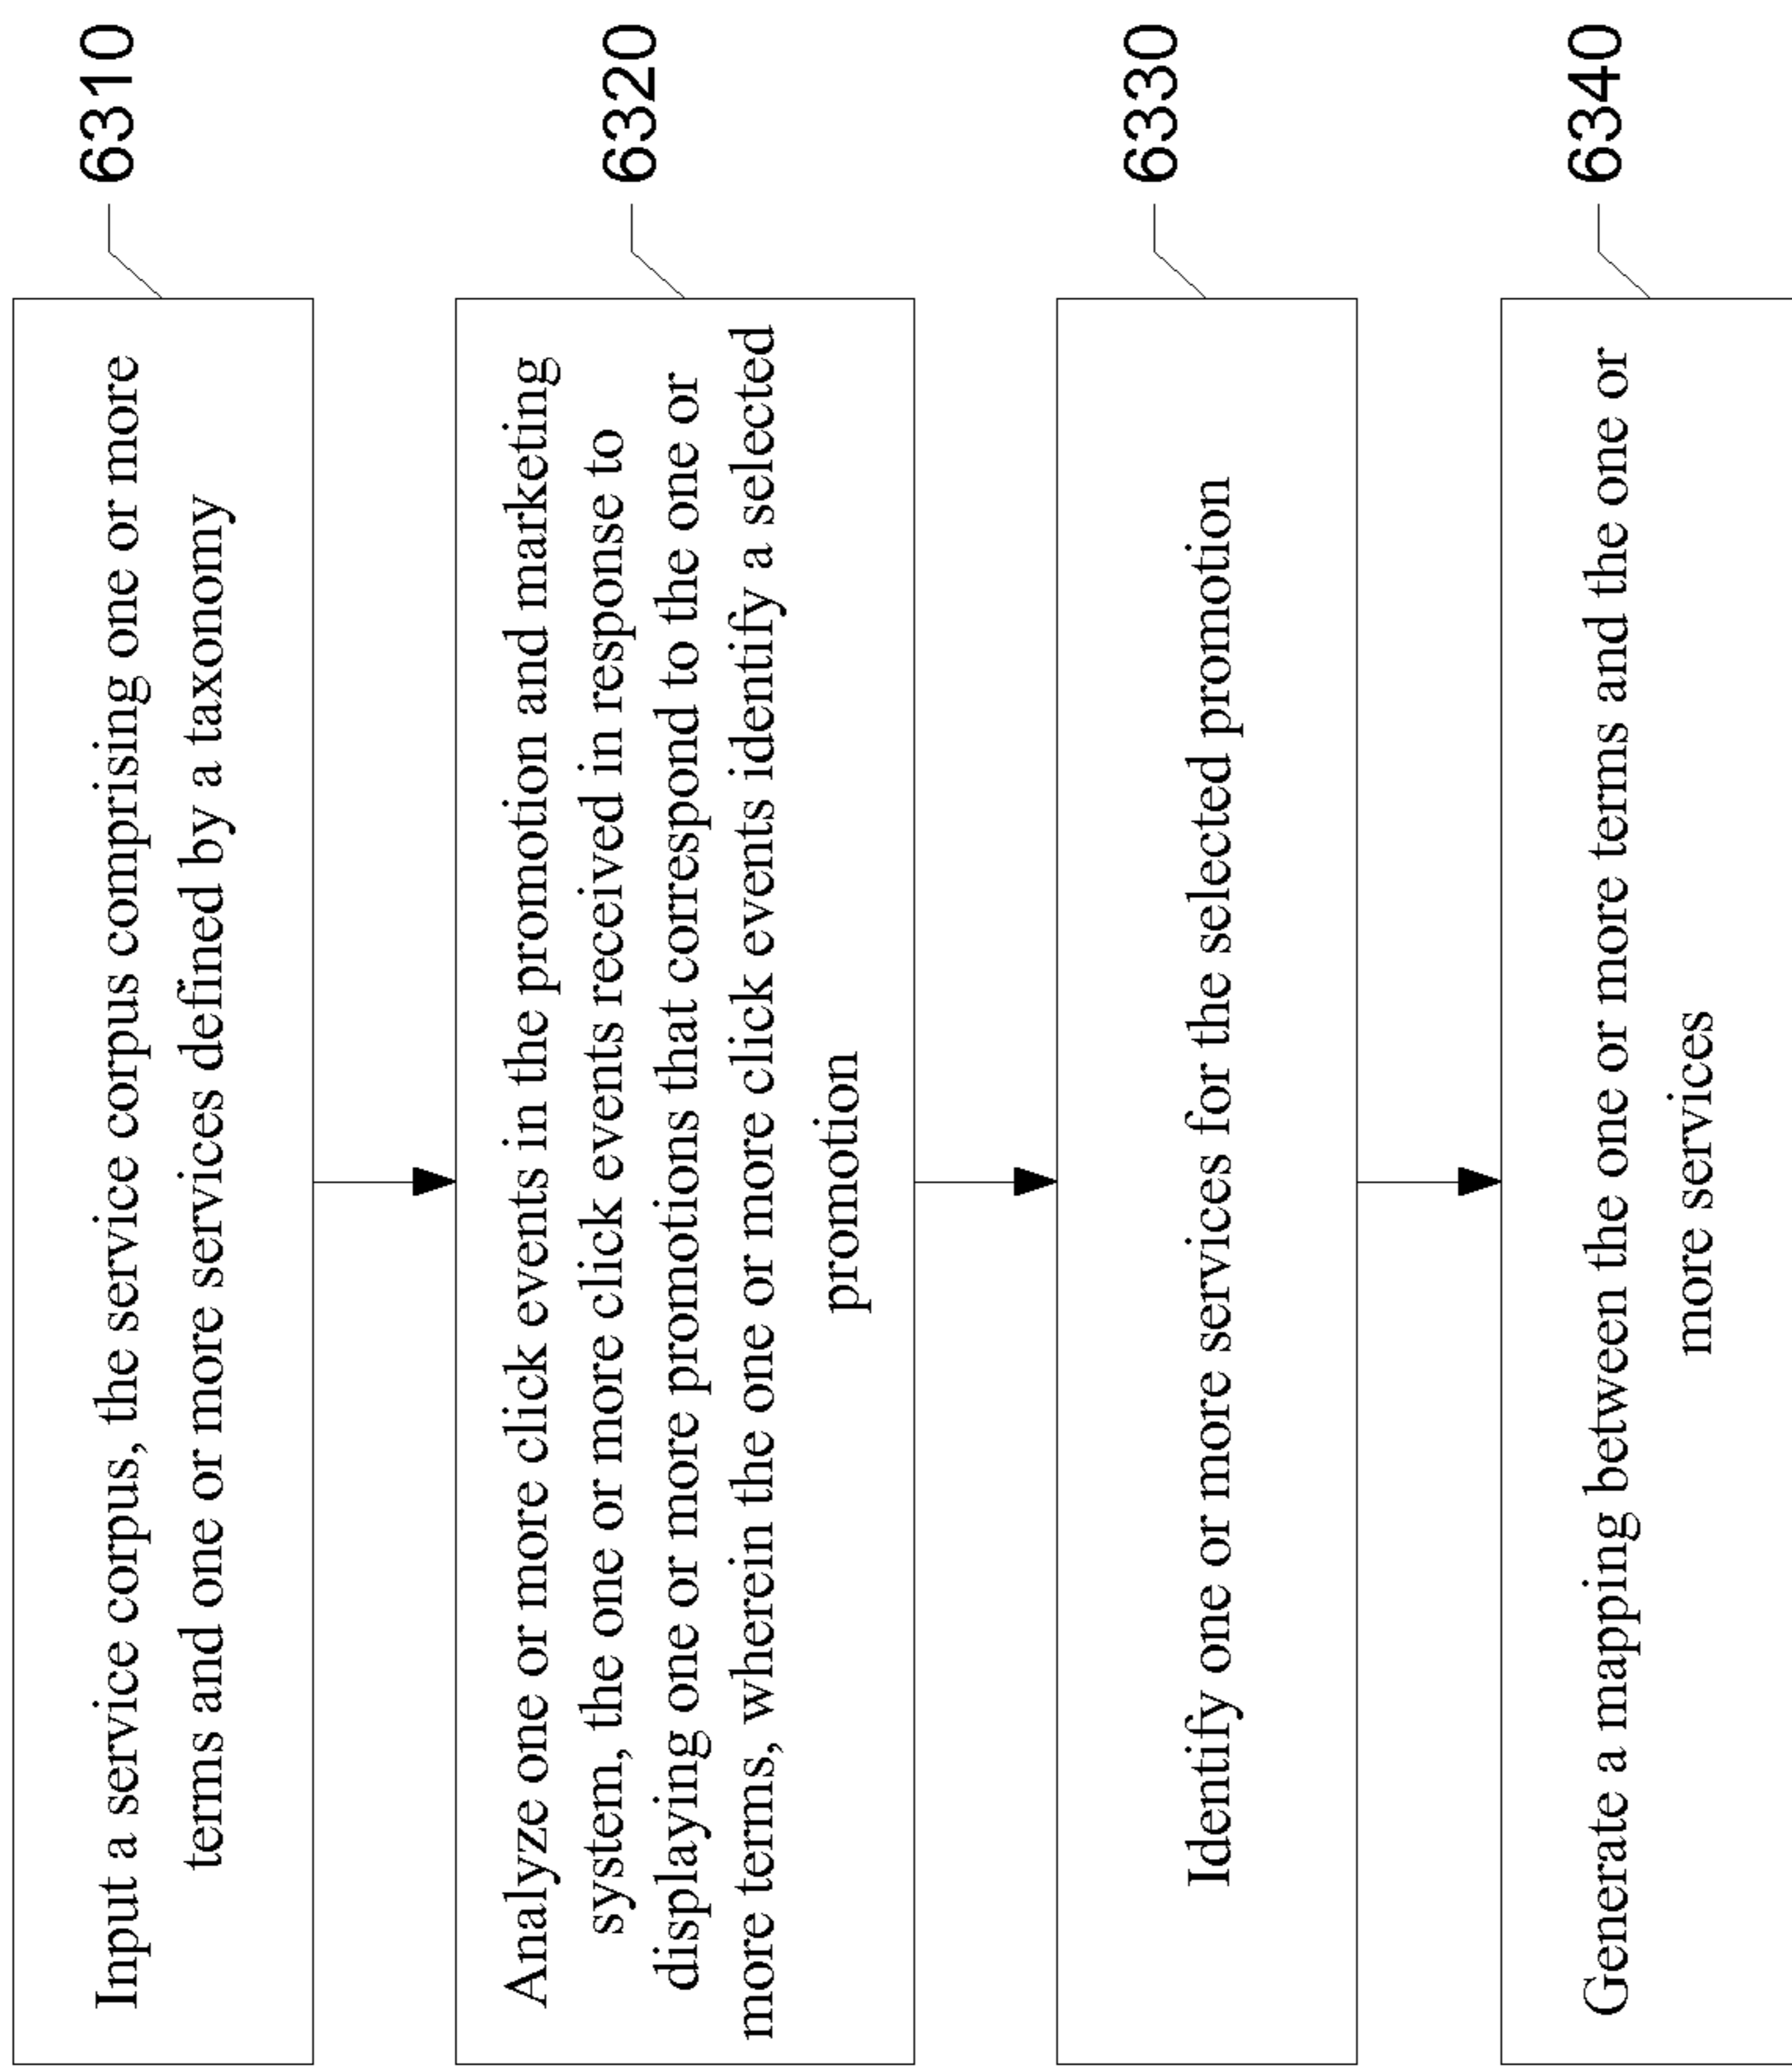 Input a service corpus, the service corpus comprising one or more
terms and one or more services defined by a taxonomy
6310
Analyze one or more click events in the promotion and marketing
system, the one or more click events received in response to
displaying one or more promotions that correspond to the one or
more terms, wherein the one or more click events identify a selected
promotion
6320
Identify one or more services for the selected promotion
6330
Generate a mapping between the one or more terms and the one or
more services
6340